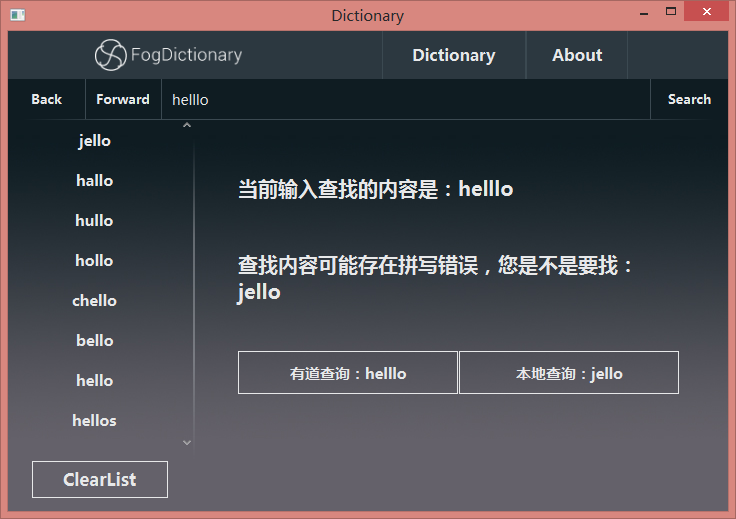 Dictionary
FogDictionary
Dictionary
About
Back
Forward
helllo
Search
jello
hallo
hullo
hollo
chello
bello
hello
hellos
ClearList
当前输入查找的内容是：helllo
查找内容可能存在拼写错误，您是不是要找：
jello
有道查询：helllo
本地查询：jello